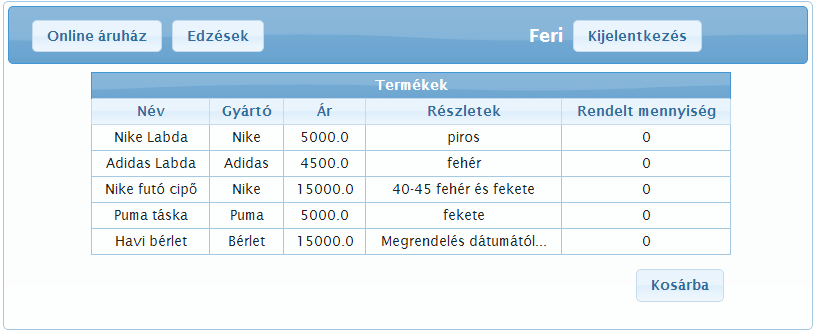 Online áruház Edzések Feri Kijelentkezés
Termékek
Név Gyártó Ár Részletek Rendelt mennyiség
Nike Labda Nike 5000.0 piros 0
Adidas Labda Adidas 4500.0 fehér 0
Nike futó cipő Nike 15000.0 40-45 fehér és fekete 0
Puma táska Puma 5000.0 fekete 0
Havi bérlet Bérlet 15000.0 Megrendelés dátumától... 0
Kosárba